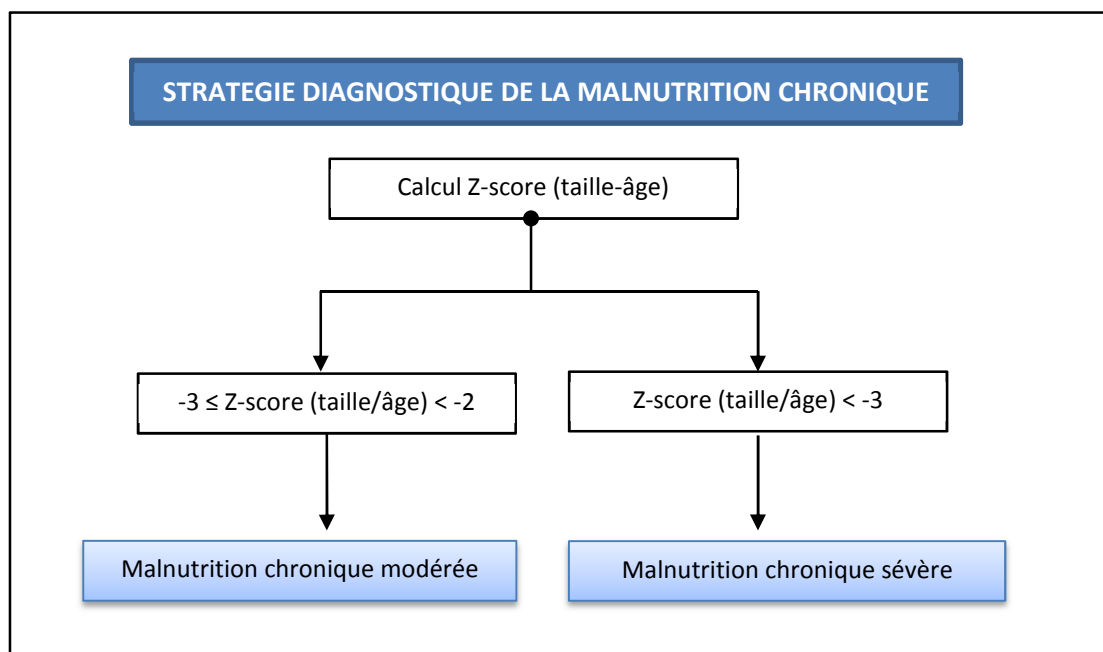 STRATEGIE DIAGNOSTIQUE DE LA MALNUTRITION CHRONIQUE
Calcul Z-score (taille-âge)
-3 ≤ Z-score (taille/âge) < -2
Z-score (taille/âge) < -3
Malnutrition chronique modérée
Malnutrition chronique sévère